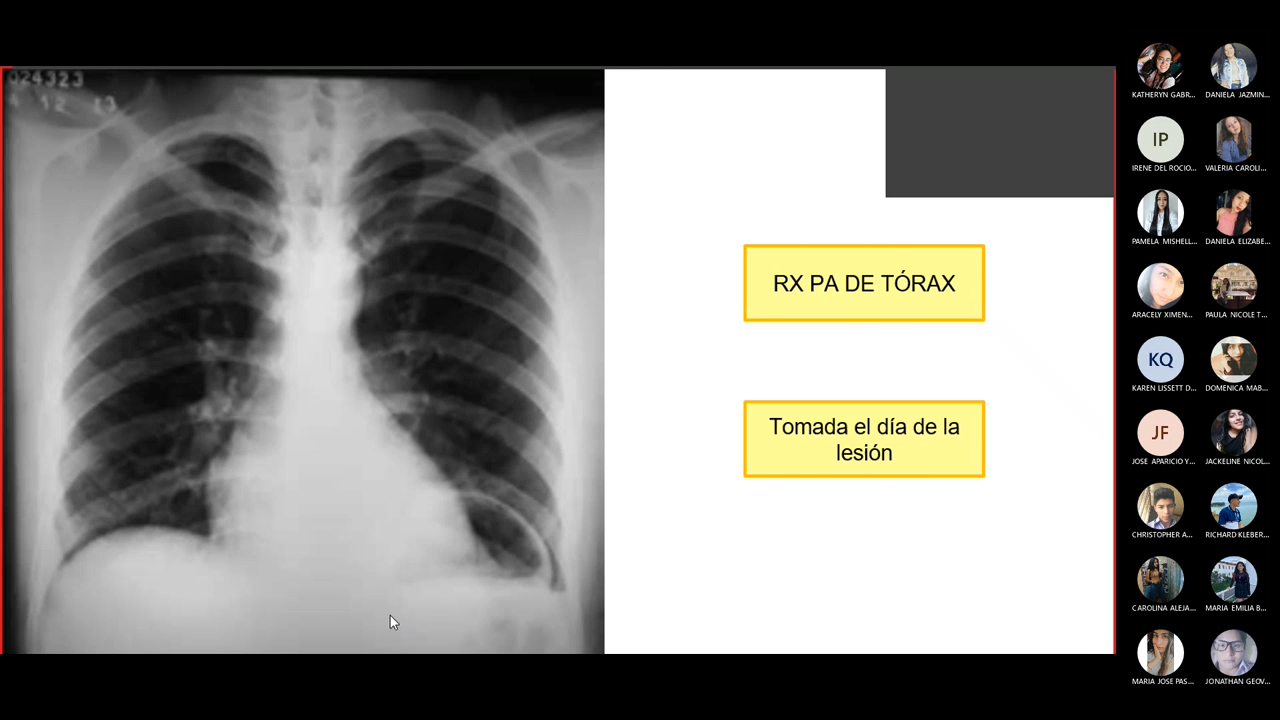 024323
4 12 13
RX PA DE TÓRAX
Tomada el día de la
lesión
KATHERYN GABR...
DANIELA JAZMIN...
IP
IRENE DEL ROCIO...
VALERIA CAROLI...
PAMELA MISHELL...
DANIELA ELIZABE...
ARACELY XIMEN...
PAULA NICOLE T...
KQ
KAREN LISSETT D...
DOMENICA MAB...
JF
JOSE APARICIO Y...
JACKELINE NICOL...
CHRISTOPHER A...
RICHARD KLEBER...
CAROLINA ALEJA...
MARIA EMILIA B...
MARIA JOSE PAS...
JONATHAN GEOV...